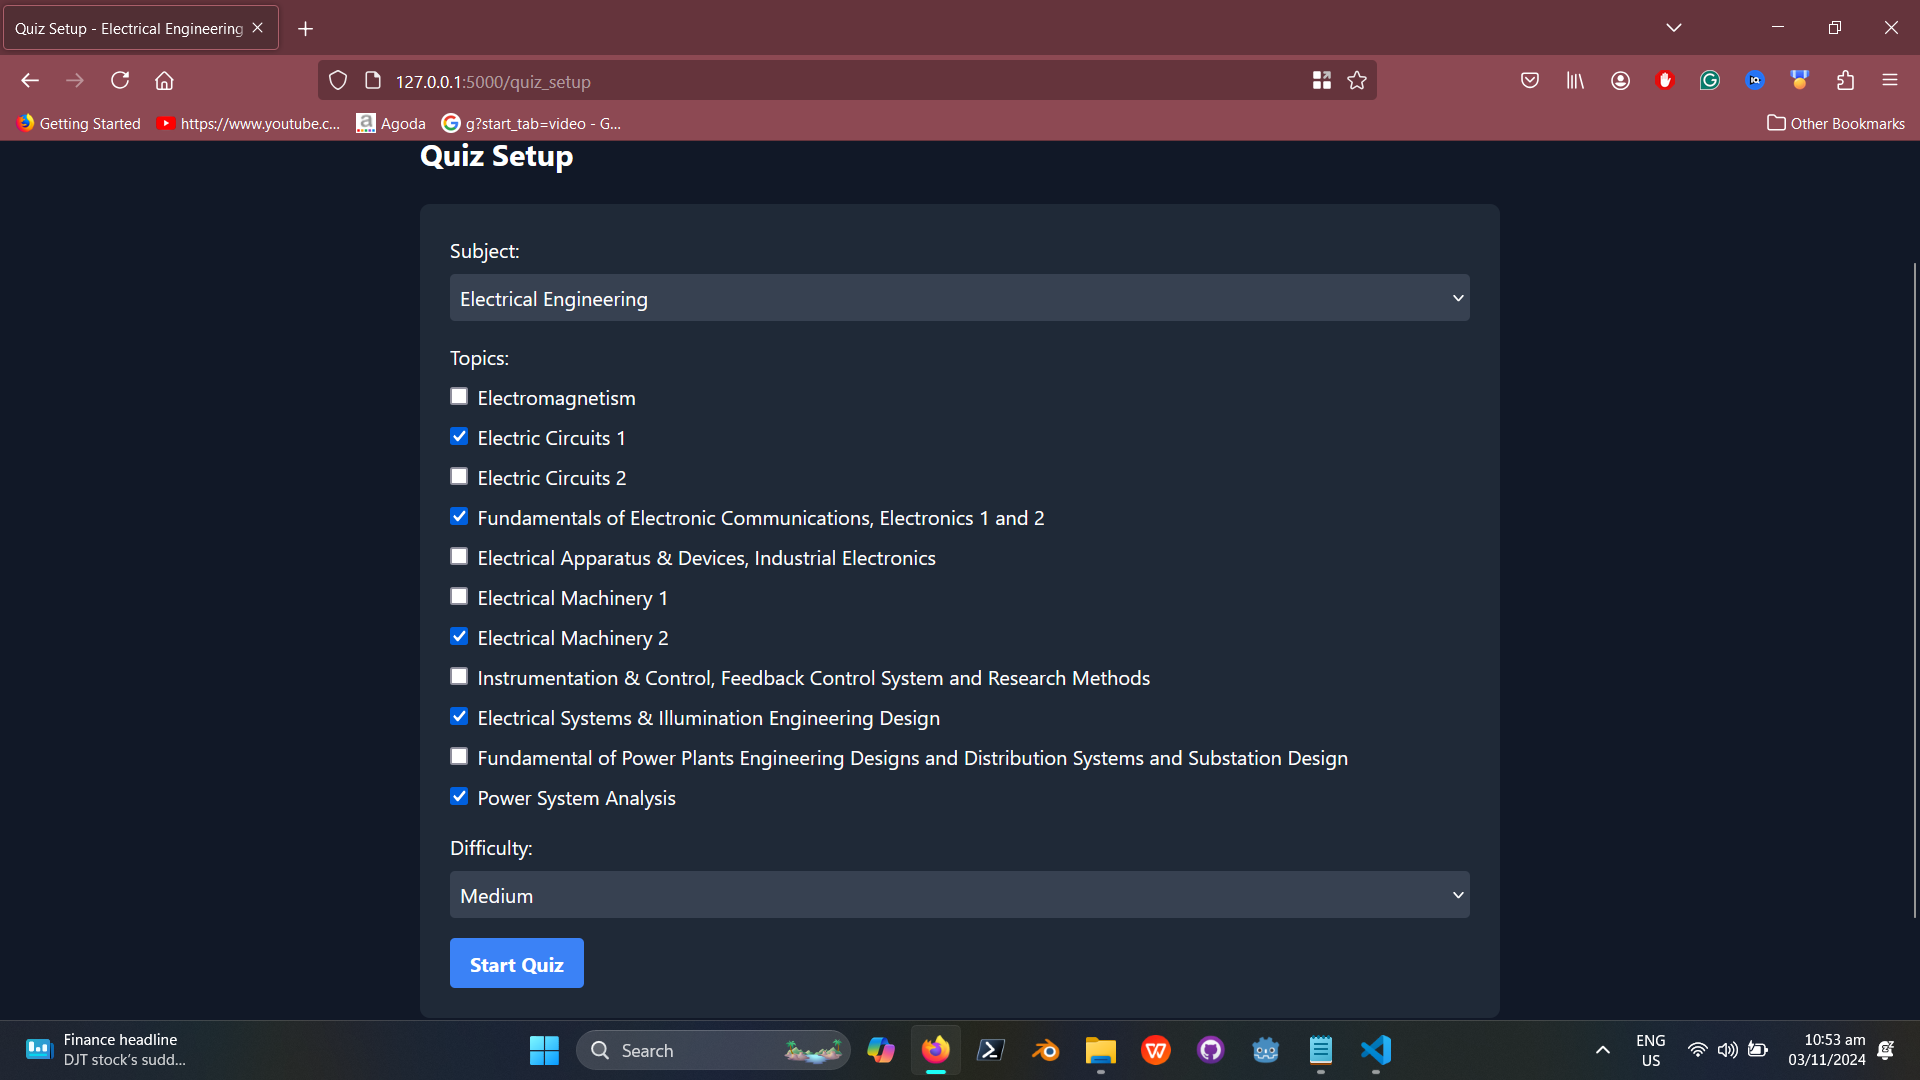 Quiz Setup - Electrical Engineering
127.0.0.1:5000/quiz_setup
Getting Started
https://www.youtube.c...
Agoda
g?start_tab=video - G...
Other Bookmarks
Quiz Setup
Subject:
Electrical Engineering
Topics:
Electromagnetism
Electric Circuits 1
Electric Circuits 2
Fundamentals of Electronic Communications, Electronics 1 and 2
Electrical Apparatus & Devices, Industrial Electronics
Electrical Machinery 1
Electrical Machinery 2
Instrumentation & Control, Feedback Control System and Research Methods
Electrical Systems & Illumination Engineering Design
Fundamental of Power Plants Engineering Designs and Distribution Systems and Substation Design
Power System Analysis
Difficulty:
Medium
Start Quiz
Finance headline
DJT stock's sudd...
Search
ENG
US
10:53 am
03/11/2024